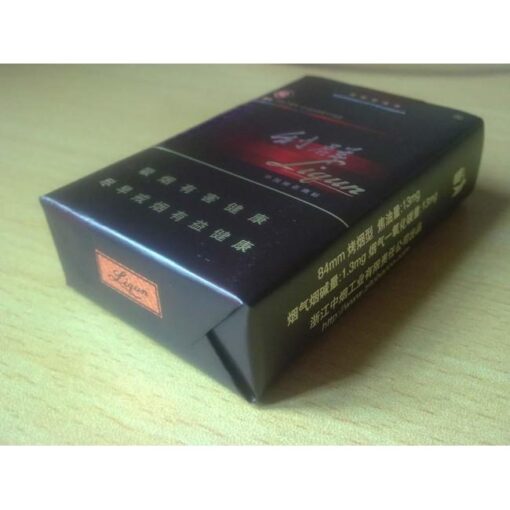 利群
Liqun
吸烟有害健康
尽早戒烟有益健康
Liqun
84mm 烤烟型 焦油量:13mg
烟气烟碱量:1.3mg 烟气一氧化碳量:13mg
浙江中烟工业有限责任公司出品
http://www.